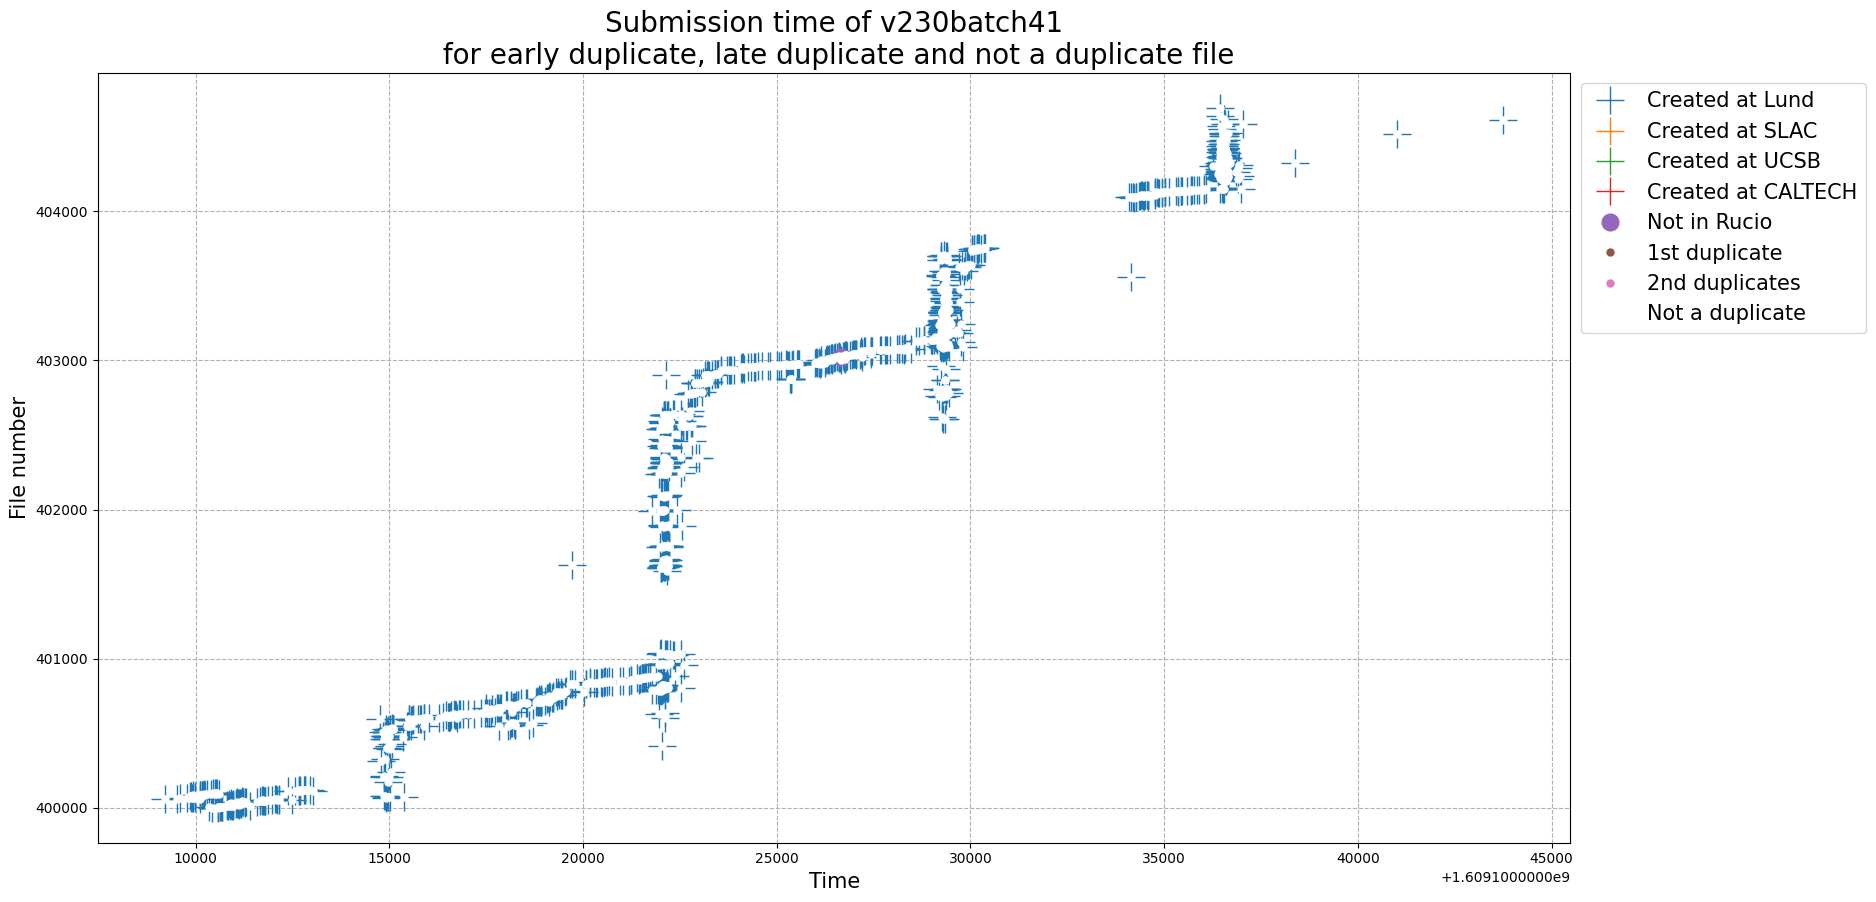 Submission time of v230batch41
for early duplicate, late duplicate and not a duplicate file
Created at Lund
Created at SLAC
Created at UCSB
Created at CALTECH
Not in Rucio
1st duplicate
2nd duplicates
Not a duplicate
File number
404000
403000
402000
401000
400000
10000
15000
20000
25000
30000
35000
40000
45000
Time
+1.6091000000e9